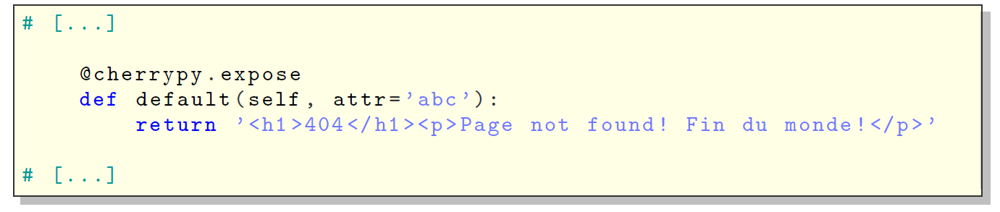 # [...]
@cherrypy.expose
def default(self, attr=’abc’):
return ’<h1>404</h1><p>Page not found! Fin du monde!</p>’
# [...]